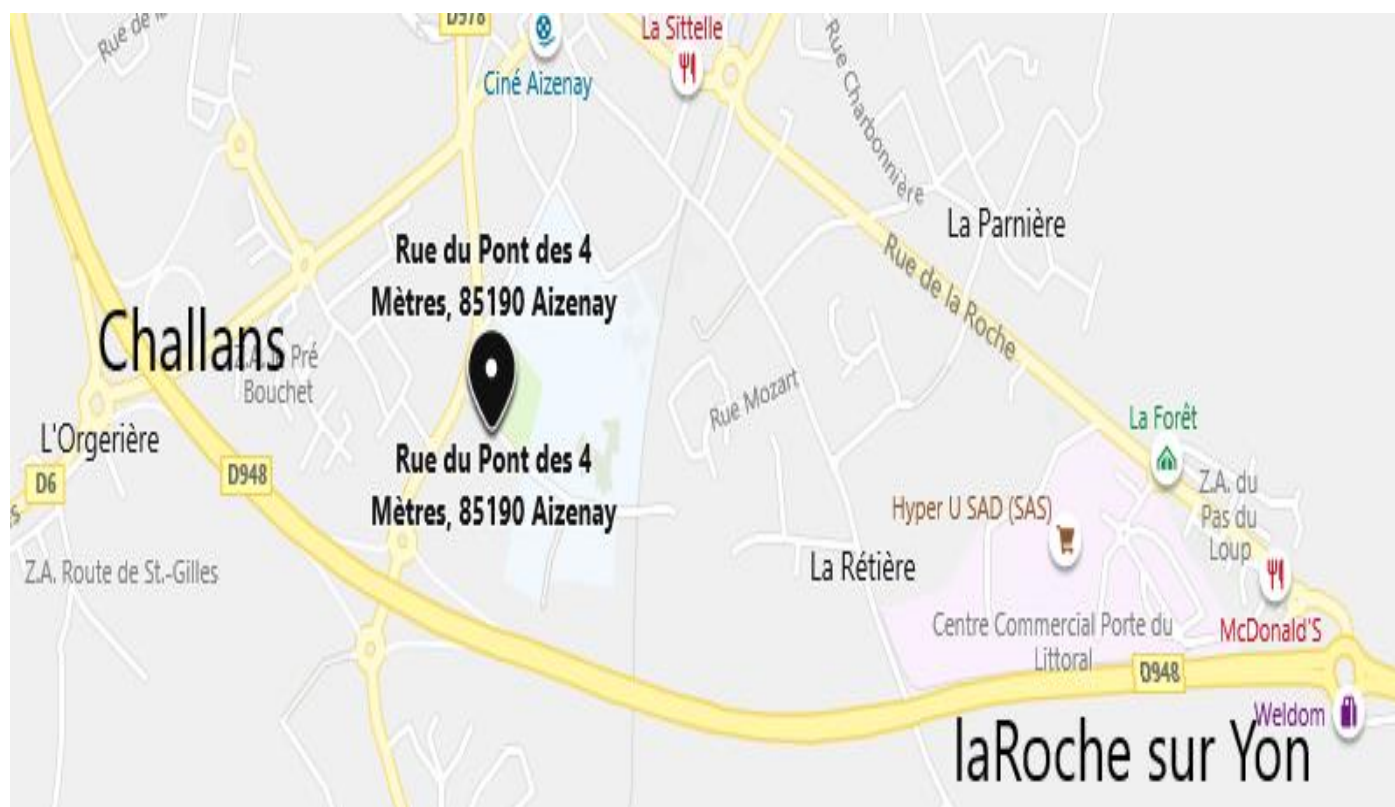 Rue de la
D978
La Sittelle
Ciné Aizenay
Rue Charbonnière
La Parnière
Rue du Pont des 4
Mètres, 85190 Aizenay
Rue de la Roche
Challans
Pré
Bouchet
Rue Mozart
La Forêt
L'Orgerière
Rue du Pont des 4
Mètres, 85190 Aizenay
D6
D948
Z.A. du
Pas du
Loup
Hyper U SAD (SAS)
Z.A. Route de St.-Gilles
La Rétière
Centre Commercial Porte du
Littoral
McDonald'S
D948
Weldom
laRoche sur Yon